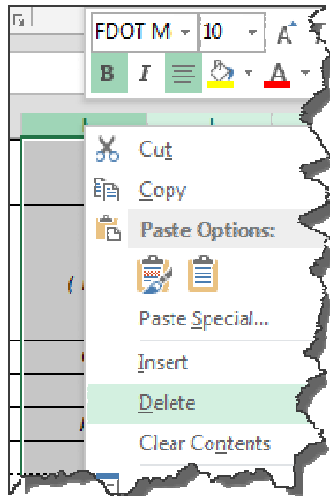 FDOT M 10 A
B I A
Cut
Copy
Paste Options:
Paste Special...
Insert
Delete
Clear Contents